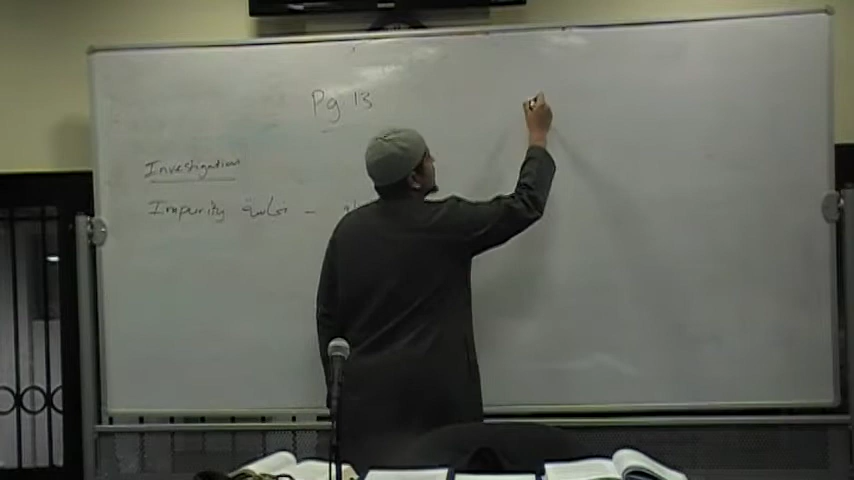 Pg 13
Investigation
Impurity نجاسة –